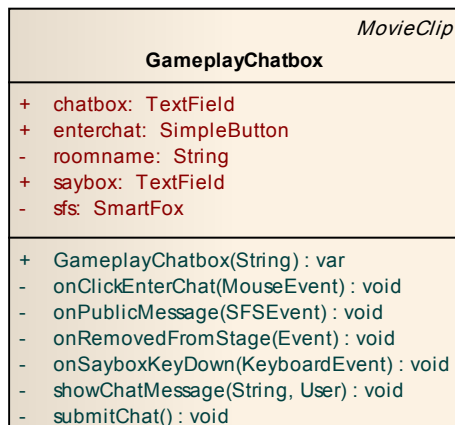 MovieClip
GameplayChatbox
+ chatbox: TextField
+ enterchat: SimpleButton
- roomname: String
+ saybox: TextField
- sfs: SmartFox
+ GameplayChatbox(String) : var
- onClickEnterChat(MouseEvent) : void
- onPublicMessage(SFSEvent) : void
- onRemovedFromStage(Event) : void
- onSayboxKeyDown(KeyboardEvent) : void
- showChatMessage(String, User) : void
- submitChat() : void